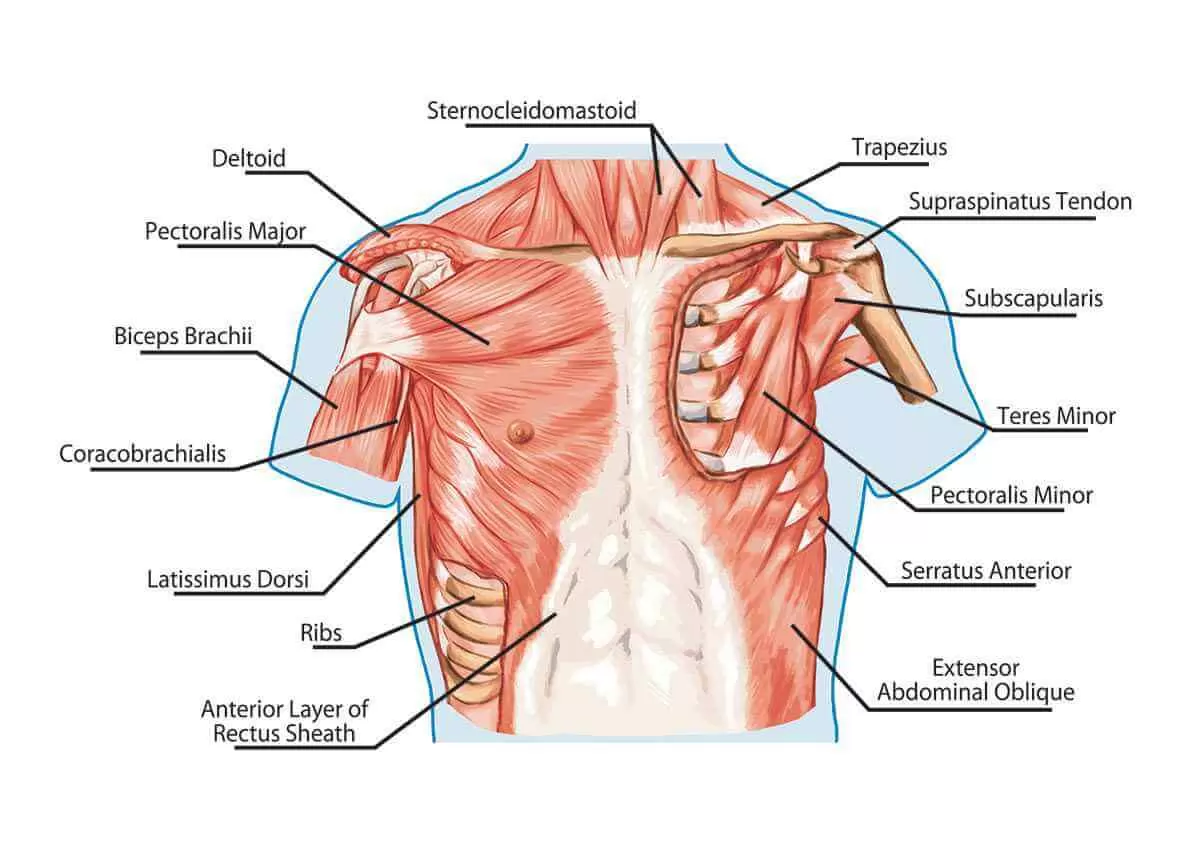 Sternocleidomastoid
Deltoid
Pectoralis Major
Biceps Brachii
Coracobrachialis
Latissimus Dorsi
Ribs
Anterior Layer of
Rectus Sheath
Trapezius
Supraspinatus Tendon
Subscapularis
Teres Minor
Pectoralis Minor
Serratus Anterior
Extensor
Abdominal Oblique